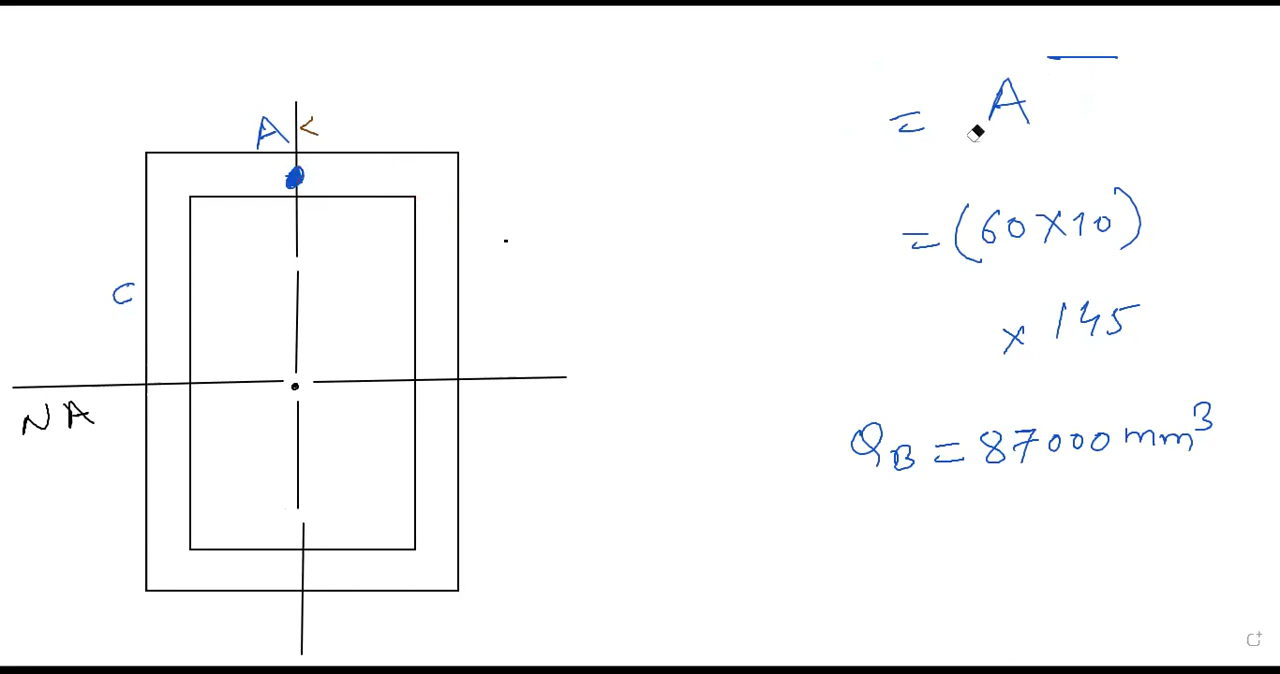 A <
C
NA
= A
= (60×10)
× 145
Q_B = 87000 mm³